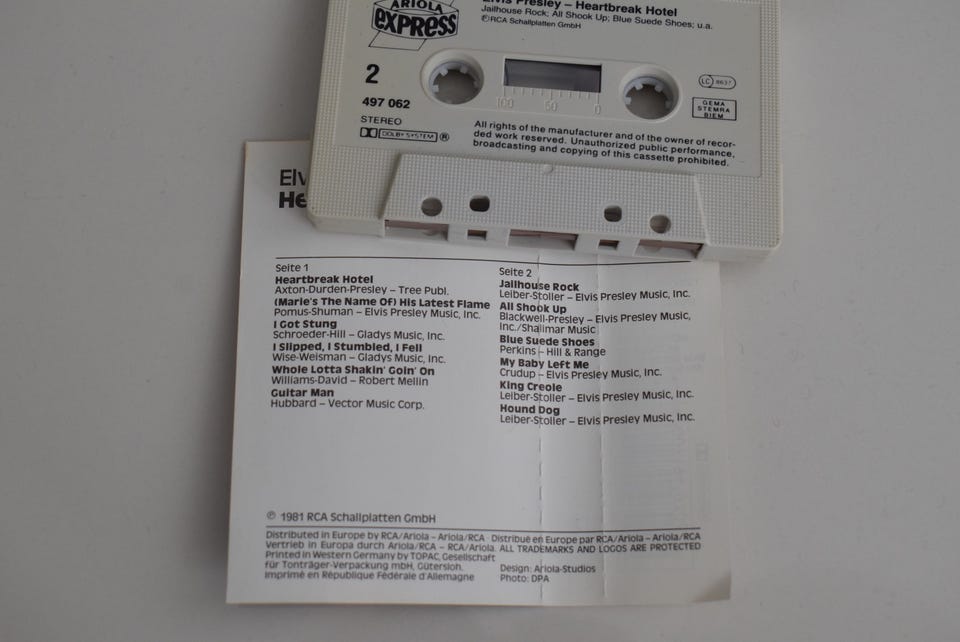 ARIOLA
EXPRESS
Elvis Presley – Heartbreak Hotel
Jailhouse Rock; All Shook Up; Blue Suede Shoes; u.a.
℗RCA Schallplatten GmbH
2
497 062
STEREO
DOLBY SYSTEM ®
100 50 0
LC 8637
GEMA
STEMRA
BIEM
All rights of the manufacturer and of the owner of recor-
ded work reserved. Unauthorized public performance,
broadcasting and copying of this cassette prohibited.
Elv
He
Seite 1
Heartbreak Hotel
Axton-Durden-Presley – Tree Publ.
(Marie's The Name Of) His Latest Flame
Pomus-Shuman – Elvis Presley Music, Inc.
I Got Stung
Schroeder-Hill – Gladys Music, Inc.
I Slipped, I Stumbled, I Fell
Wise-Weisman – Gladys Music, Inc.
Whole Lotta Shakin' Goin' On
Williams-David – Robert Mellin
Guitar Man
Hubbard – Vector Music Corp.
Seite 2
Jailhouse Rock
Leiber-Stoller – Elvis Presley Music, Inc.
All Shook Up
Blackwell-Presley – Elvis Presley Music,
Inc./Shalimar Music
Blue Suede Shoes
Perkins – Hill & Range
My Baby Left Me
Crudup – Elvis Presley Music, Inc.
King Creole
Leiber-Stoller – Elvis Presley Music, Inc.
Hound Dog
Leiber-Stoller – Elvis Presley Music, Inc.
℗ 1981 RCA Schallplatten GmbH
Distributed in Europe by RCA/Ariola – Ariola/RCA Distribué en Europe par RCA/Ariola – Ariola/RCA
Vertrieb in Europa durch Ariola/RCA – RCA/Ariola. ALL TRADEMARKS AND LOGOS ARE PROTECTED
Printed in Western Germany by TOPAC, Gesellschaft
für Tonträger-Verpackung mbH, Gütersloh.
Imprimé en République Fédérale d'Allemagne
Design: Ariola-Studios
Photo: DPA